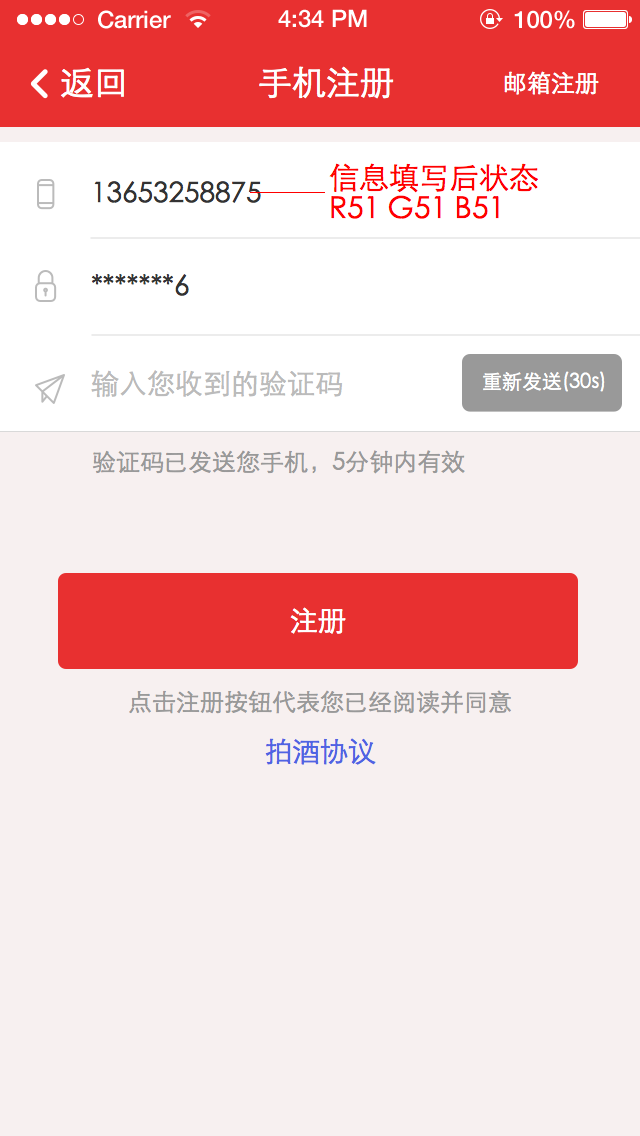 Carrier 4:34 PM 100%
返回 手机注册 邮箱注册
13653258875
信息填写后状态
R51 G51 B51
*******6
输入您收到的验证码 重新发送(30s)
验证码已发送您手机，5分钟内有效
注册
点击注册按钮代表您已经阅读并同意
拍酒协议